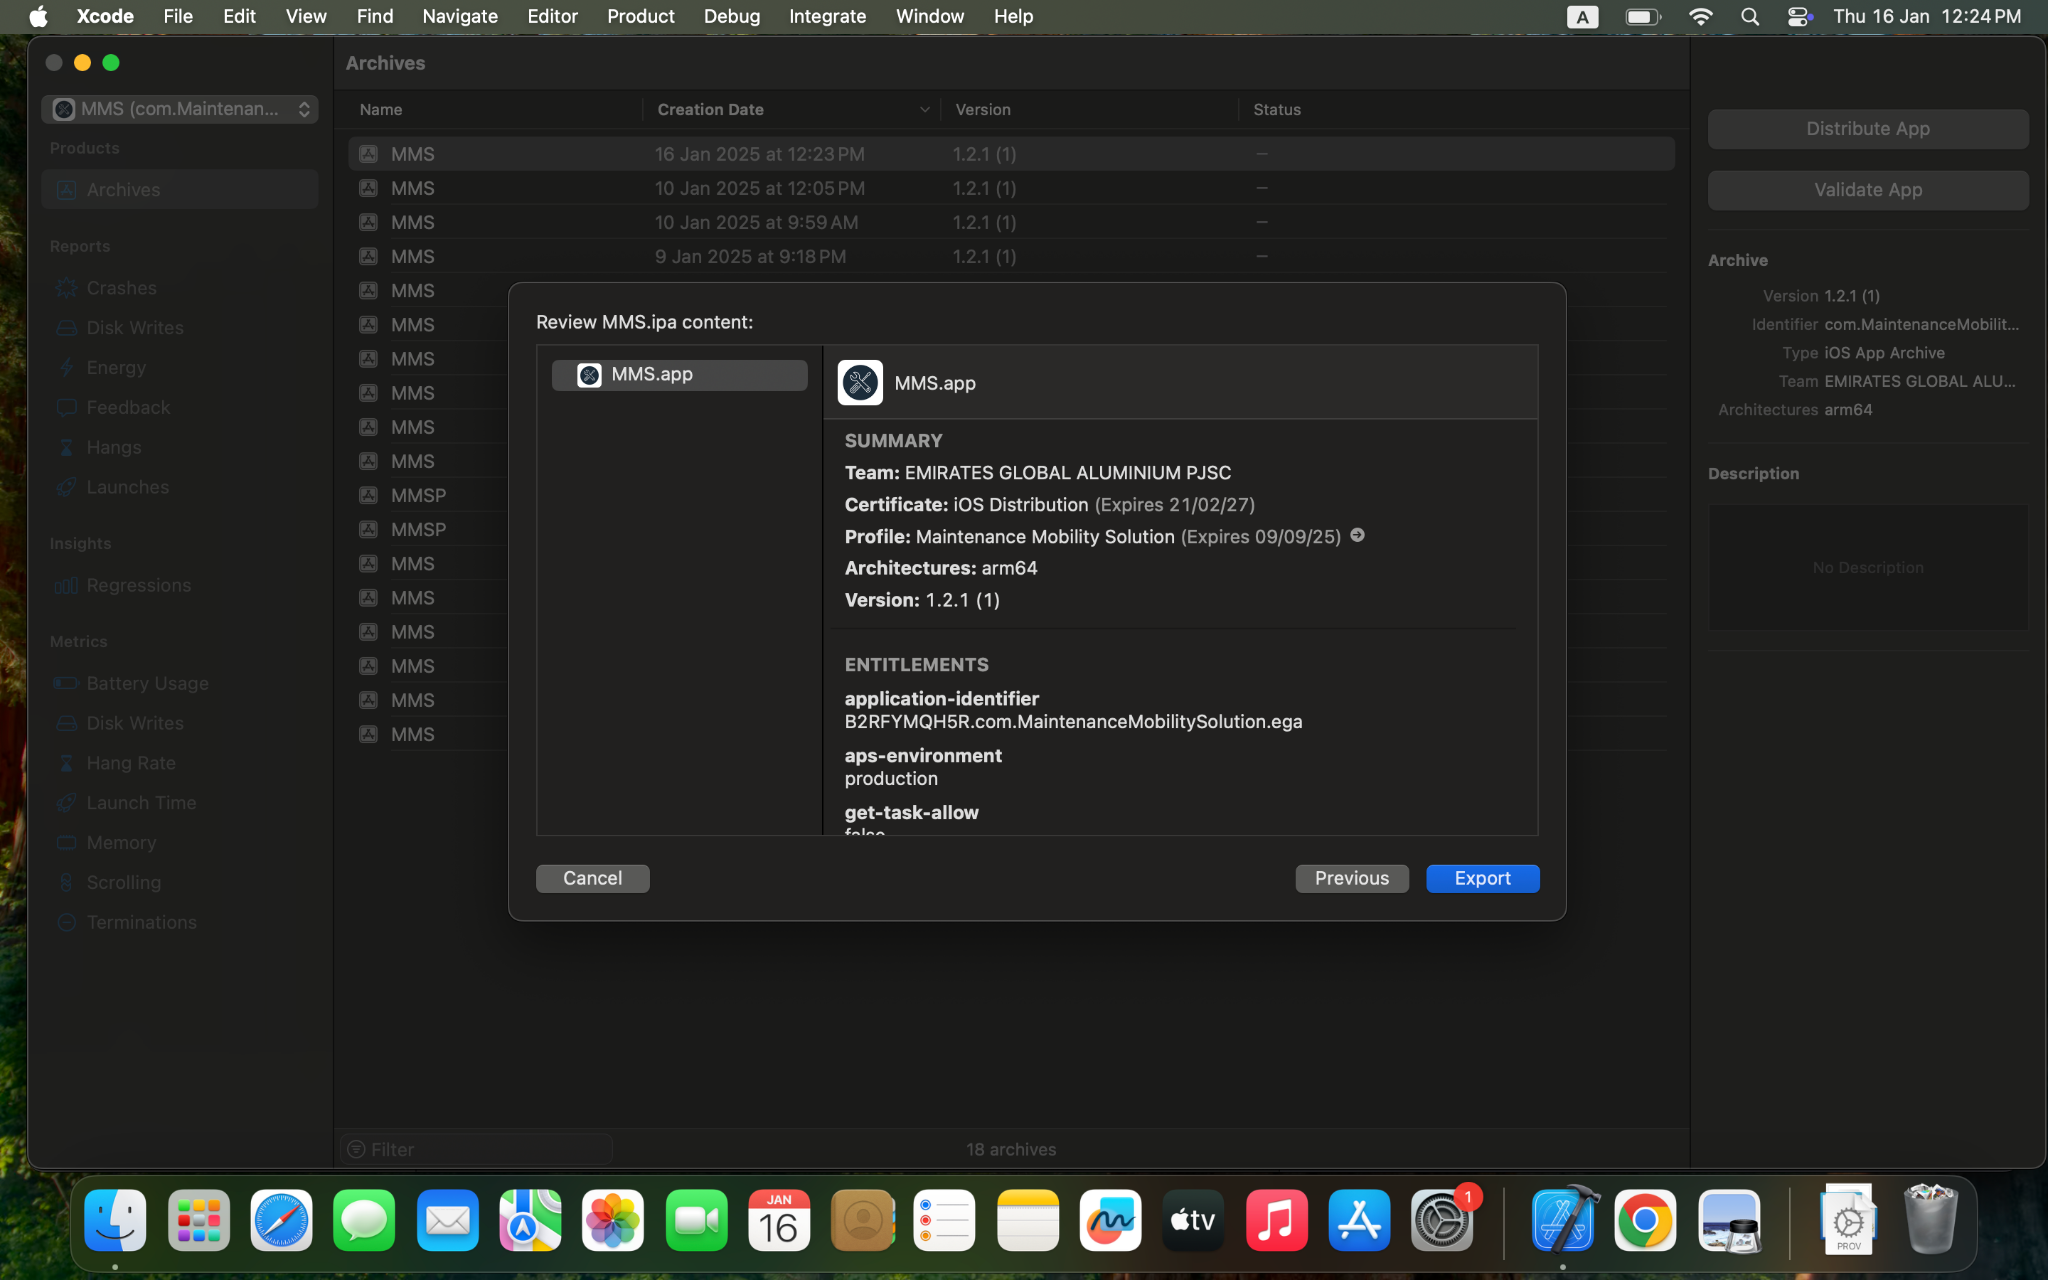 Xcode File Edit View Find Navigate Editor Product Debug Integrate Window Help A Thu 16 Jan 12:24 PM
Archives
MMS (com.Maintenan...
Name Creation Date Version Status
Products
Archives
Reports
Crashes
Disk Writes
Energy
Feedback
Hangs
Launches
Insights
Regressions
Metrics
Battery Usage
Disk Writes
Hang Rate
Launch Time
Memory
Scrolling
Terminations
MMS 16 Jan 2025 at 12:23 PM 1.2.1 (1) --
MMS 10 Jan 2025 at 12:05 PM 1.2.1 (1) --
MMS 10 Jan 2025 at 9:59 AM 1.2.1 (1) --
MMS 9 Jan 2025 at 9:18 PM 1.2.1 (1) --
MMS
MMS
MMS
MMS
MMS
MMS
MMSP
MMSP
MMS
MMS
MMS
MMS
MMS
MMS
Review MMS.ipa content:
MMS.app
MMS.app
SUMMARY
Team: EMIRATES GLOBAL ALUMINIUM PJSC
Certificate: iOS Distribution (Expires 21/02/27)
Profile: Maintenance Mobility Solution (Expires 09/09/25)
Architectures: arm64
Version: 1.2.1 (1)
ENTITLEMENTS
application-identifier
B2RFYMQH5R.com.MaintenanceMobilitySolution.ega
aps-environment
production
get-task-allow
false
Cancel Previous Export
Distribute App
Validate App
Archive
Version 1.2.1 (1)
Identifier com.MaintenanceMobilit...
Type iOS App Archive
Team EMIRATES GLOBAL ALU...
Architectures arm64
Description
No Description
Filter 18 archives
JAN
16
tv
1
PROV